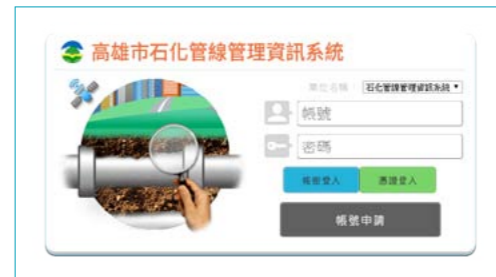 高雄市石化管線管理資訊系統
單位名稱：石化管線管理資訊系統
帳號
密碼
帳號登入
憑證登入
帳號申請